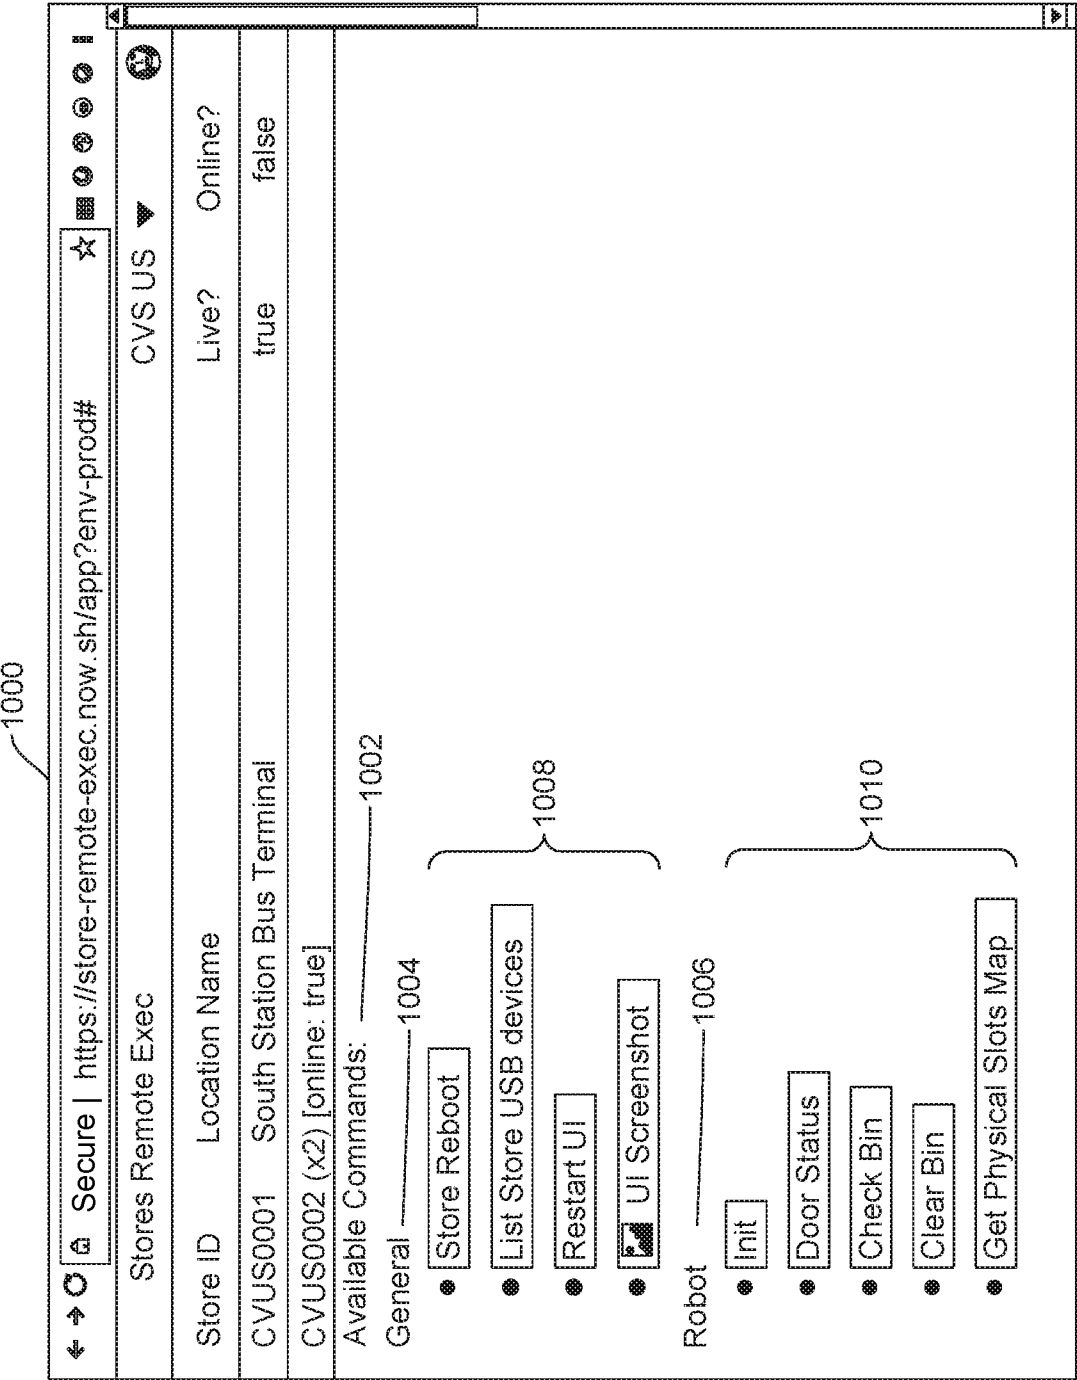 1000
Secure | https://store-remote-exec.now.sh/app?env-prod#
Stores Remote Exec CVS US
Store ID Location Name Live? Online?
CVUS0001 South Station Bus Terminal true false
CVUS0002 (x2) [online: true]
Available Commands: 1002
General 1004
Store Reboot
List Store USB devices
1008
Restart UI
UI Screenshot
Robot 1006
Init
Door Status
Check Bin
1010
Clear Bin
Get Physical Slots Map